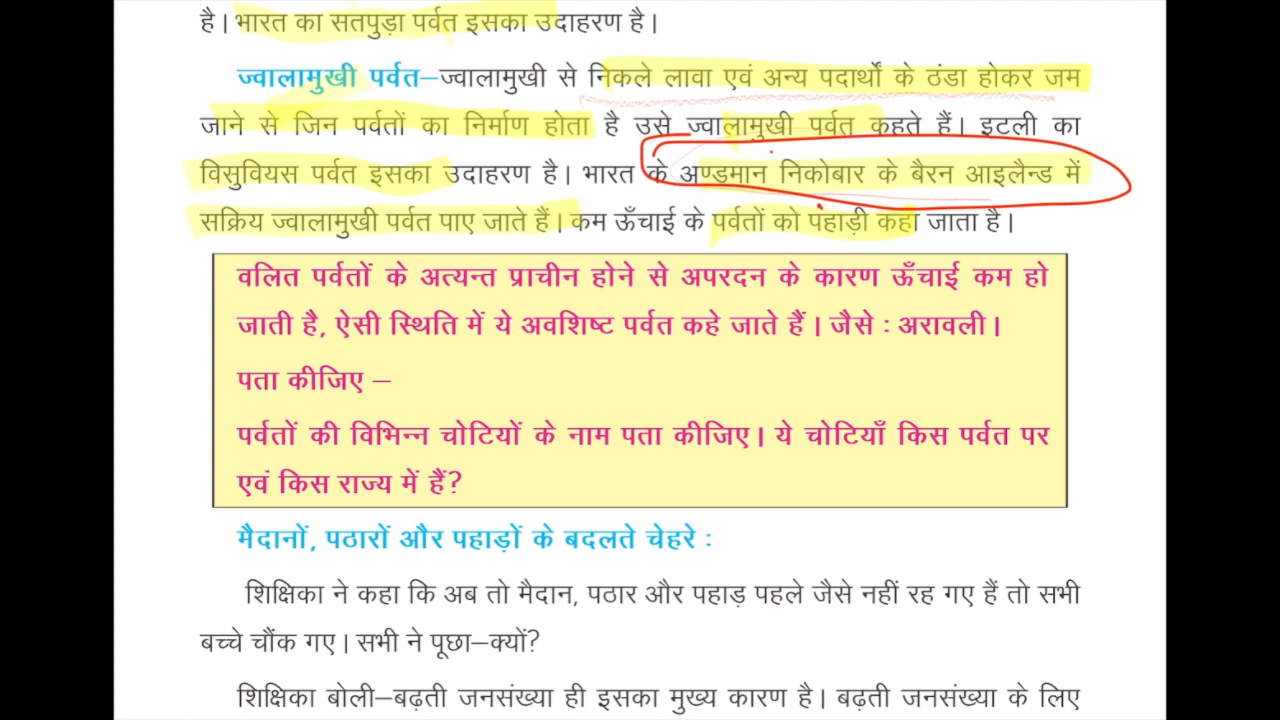 है। भारत का सतपुड़ा पर्वत इसका उदाहरण है।
ज्वालामुखी पर्वत–ज्वालामुखी से निकले लावा एवं अन्य पदार्थों के ठंडा होकर जम
जाने से जिन पर्वतों का निर्माण होता है उसे ज्वालामुखी पर्वत कहते हैं। इटली का
विसुवियस पर्वत इसका उदाहरण है। भारत के अण्डमान निकोबार के बैरन आइलैन्ड में
सक्रिय ज्वालामुखी पर्वत पाए जाते हैं। कम ऊँचाई के पर्वतों को पहाड़ी कहा जाता है।
वलित पर्वतों के अत्यन्त प्राचीन होने से अपरदन के कारण ऊँचाई कम हो
जाती है, ऐसी स्थिति में ये अवशिष्ट पर्वत कहे जाते हैं। जैसे : अरावली।
पता कीजिए –
पर्वतों की विभिन्न चोटियों के नाम पता कीजिए। ये चोटियाँ किस पर्वत पर
एवं किस राज्य में हैं?
मैदानों, पठारों और पहाड़ों के बदलते चेहरे :
शिक्षिका ने कहा कि अब तो मैदान, पठार और पहाड़ पहले जैसे नहीं रह गए हैं तो सभी
बच्चे चौंक गए। सभी ने पूछा–क्यों?
शिक्षिका बोली–बढ़ती जनसंख्या ही इसका मुख्य कारण है। बढ़ती जनसंख्या के लिए